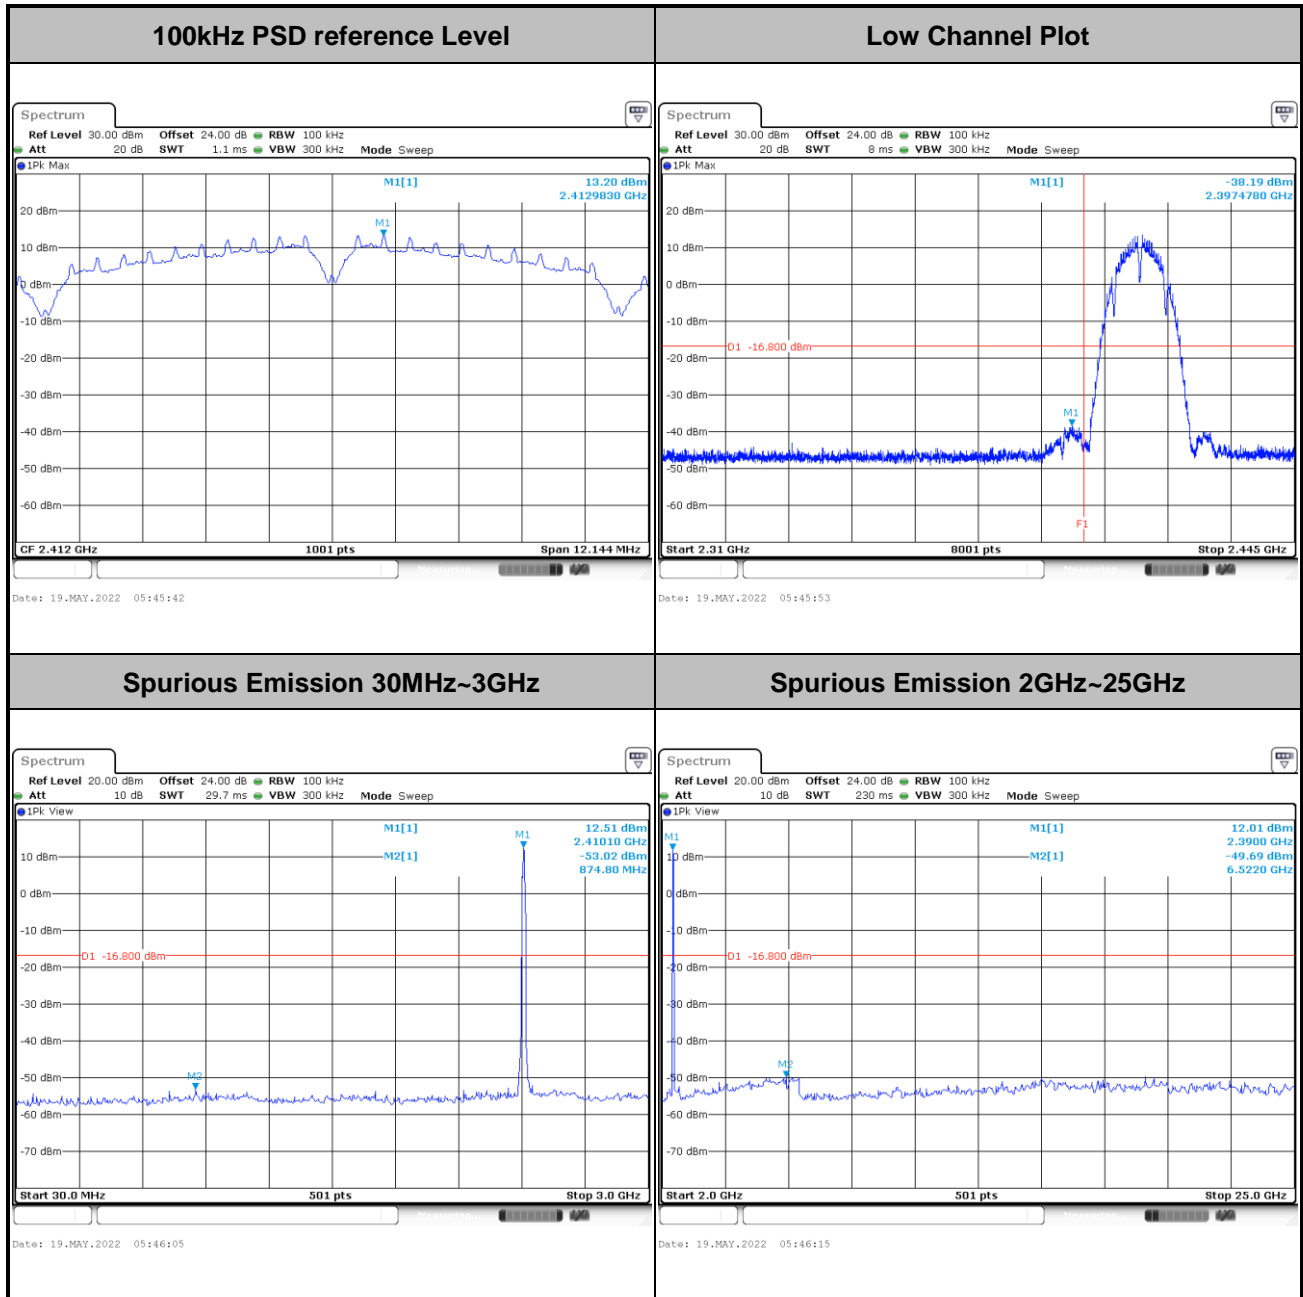 100kHz PSD reference Level
Spectrum
Ref Level 30.00 dBm Offset 24.00 dB RBW 100 kHz
Att 20 dB SWT 1.1 ms VBW 300 kHz Mode Sweep
1Pk Max
M1[1] 13.20 dBm
2.4129830 GHz
M1
20 dBm
10 dBm
0 dBm
-10 dBm
-20 dBm
-30 dBm
-40 dBm
-50 dBm
-60 dBm
CF 2.412 GHz 1001 pts Span 12.144 MHz
Measuring
Date: 19.MAY.2022 05:45:42
Low Channel Plot
Spectrum
Ref Level 30.00 dBm Offset 24.00 dB RBW 100 kHz
Att 20 dB SWT 8 ms VBW 300 kHz Mode Sweep
1Pk Max
M1[1] -38.19 dBm
2.3974780 GHz
20 dBm
10 dBm
0 dBm
-10 dBm
D1 -16.800 dBm
-20 dBm
-30 dBm
M1
-40 dBm
-50 dBm
-60 dBm
F1
Start 2.31 GHz 8001 pts Stop 2.445 GHz
Measuring
Date: 19.MAY.2022 05:45:53
Spurious Emission 30MHz~3GHz
Spectrum
Ref Level 20.00 dBm Offset 24.00 dB RBW 100 kHz
Att 10 dB SWT 29.7 ms VBW 300 kHz Mode Sweep
1Pk View
M1[1] 12.51 dBm
2.41010 GHz
M2[1] -53.02 dBm
874.80 MHz
M1
10 dBm
0 dBm
-10 dBm
D1 -16.800 dBm
-20 dBm
-30 dBm
-40 dBm
-50 dBm
M2
-60 dBm
-70 dBm
Start 30.0 MHz 501 pts Stop 3.0 GHz
Measuring
Date: 19.MAY.2022 05:46:05
Spurious Emission 2GHz~25GHz
Spectrum
Ref Level 20.00 dBm Offset 24.00 dB RBW 100 kHz
Att 10 dB SWT 230 ms VBW 300 kHz Mode Sweep
1Pk View
M1[1] 12.01 dBm
2.3900 GHz
M2[1] -49.69 dBm
6.5220 GHz
M1
10 dBm
0 dBm
-10 dBm
D1 -16.800 dBm
-20 dBm
-30 dBm
-40 dBm
M2
-50 dBm
-60 dBm
-70 dBm
Start 2.0 GHz 501 pts Stop 25.0 GHz
Measuring
Date: 19.MAY.2022 05:46:15